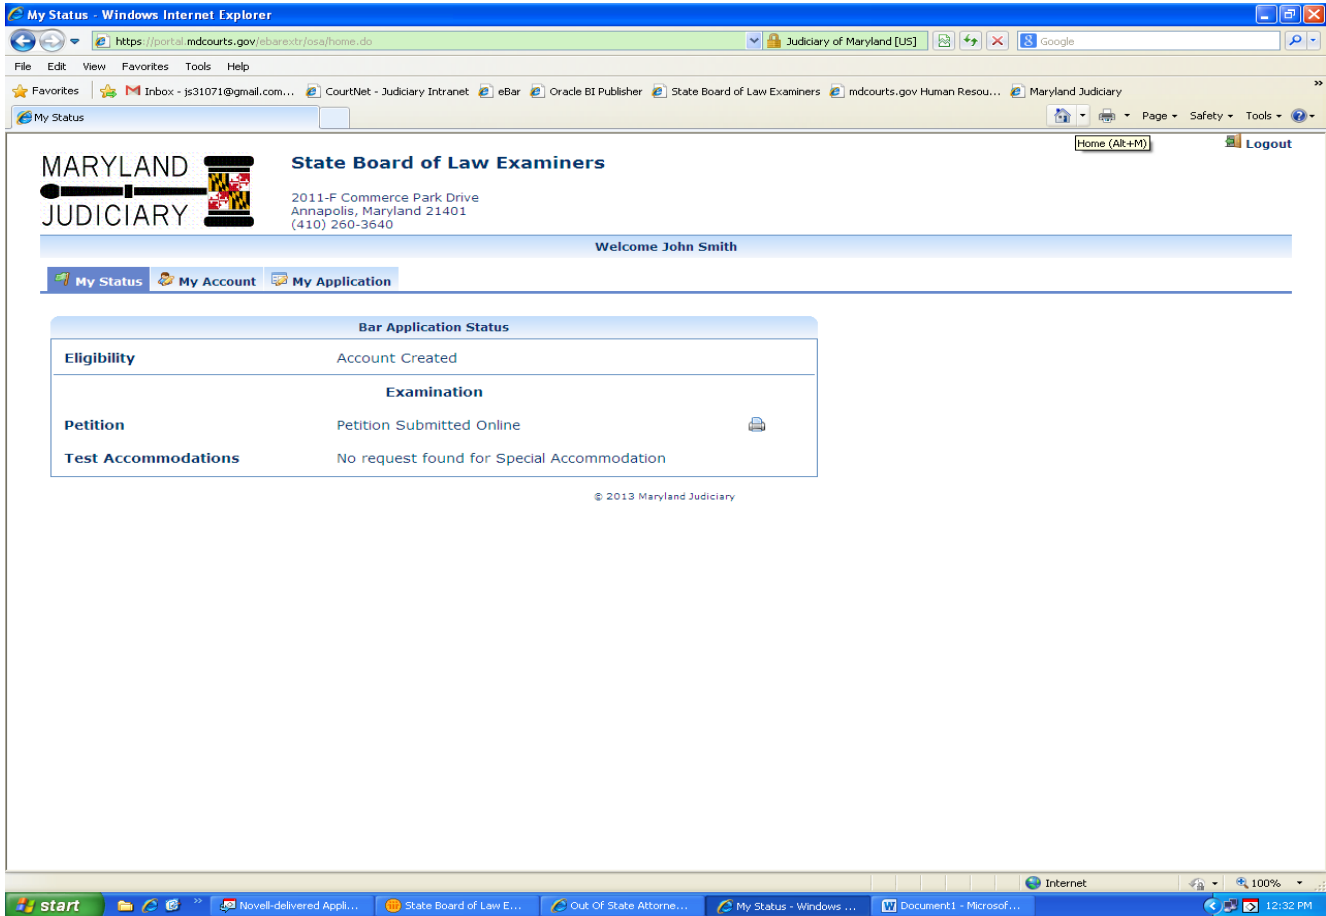 My Status - Windows Internet Explorer
https://portal.mdcourts.gov/ebarextr/osa/home.do Judiciary of Maryland [US] Google
File Edit View Favorites Tools Help
Favorites Inbox - js31071@gmail.com... CourtNet - Judiciary Intranet eBar Oracle BI Publisher State Board of Law Examiners mdcourts.gov Human Resou... Maryland Judiciary »
My Status Page Safety Tools
Home (Alt+M) Logout
MARYLAND
JUDICIARY
State Board of Law Examiners
2011-F Commerce Park Drive
Annapolis, Maryland 21401
(410) 260-3640
Welcome John Smith
My Status My Account My Application
Bar Application Status
Eligibility Account Created
Examination
Petition Petition Submitted Online
Test Accommodations No request found for Special Accommodation
© 2013 Maryland Judiciary
Internet 100%
start » Novell-delivered Appli... State Board of Law E... Out Of State Attorne... My Status - Windows ... Document1 - Microsof... 12:32 PM